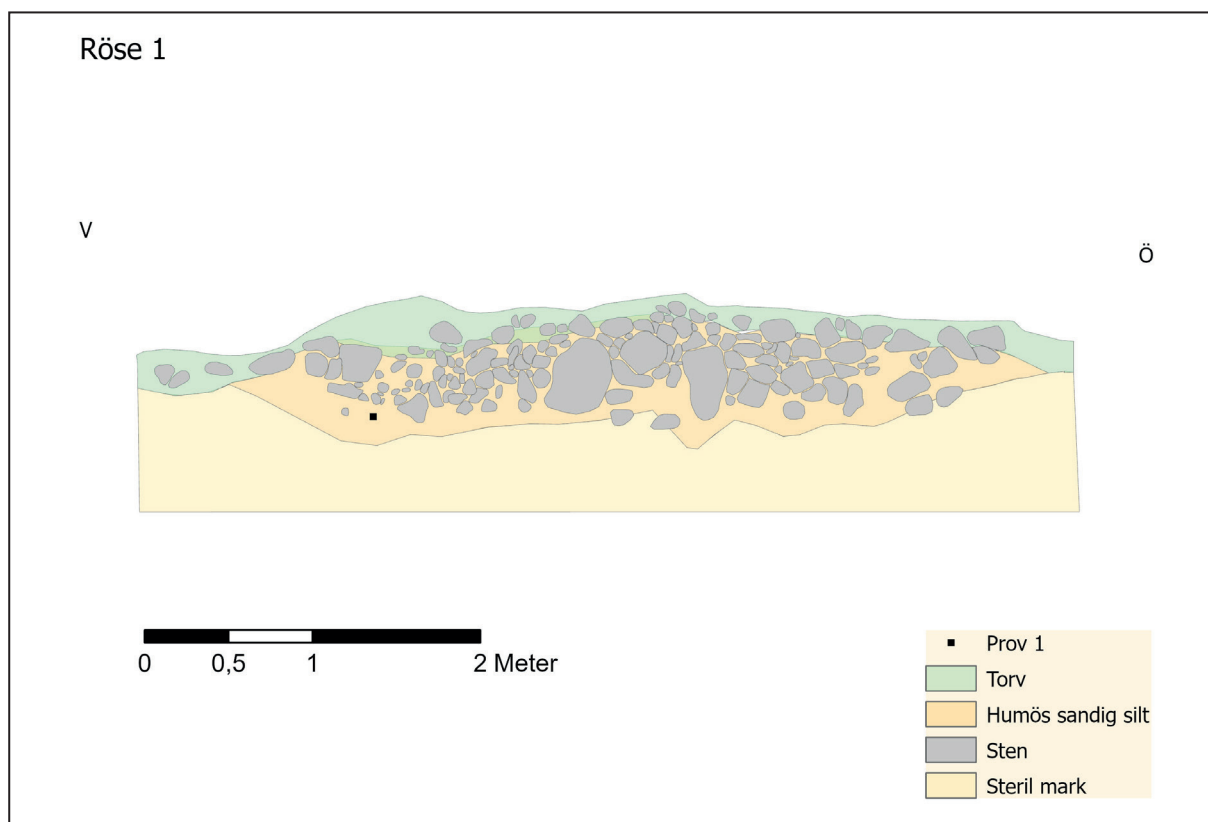 Röse 1
V
Ö
0 0,5 1 2 Meter
Prov 1
Torv
Humös sandig silt
Sten
Steril mark